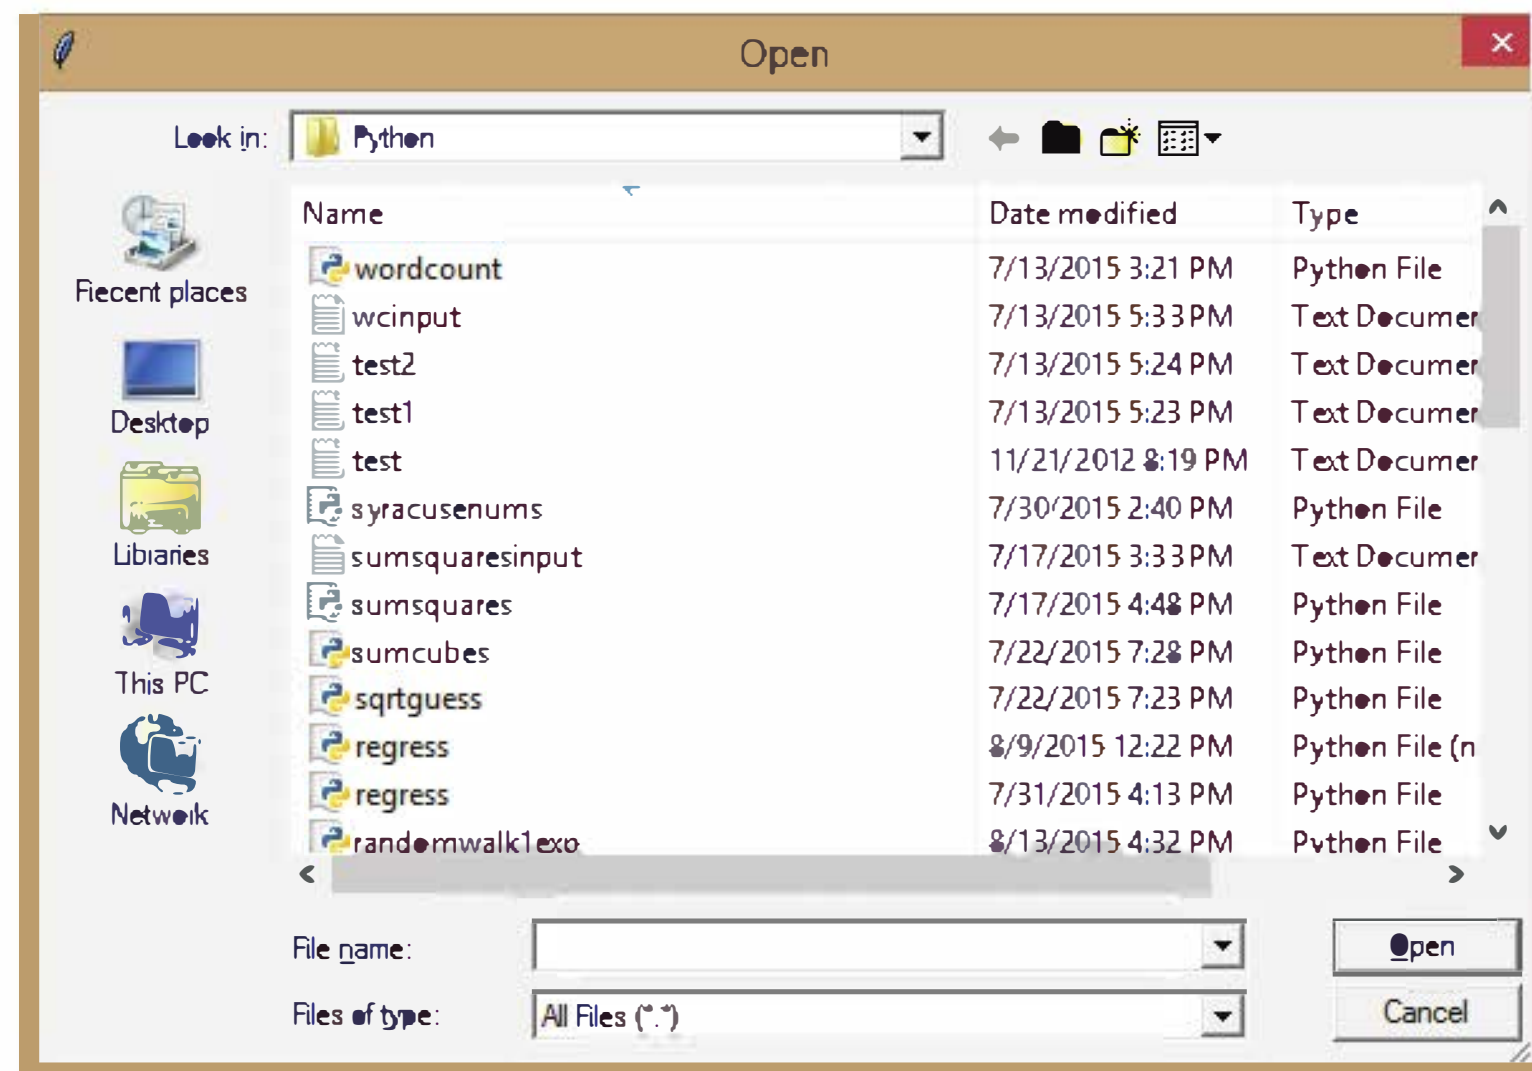 Open
Look in: Python
Name Date modified Type
wordcount 7/13/2015 3:21 PM Python File
wcinput 7/13/2015 5:33 PM Text Documer
test2 7/13/2015 5:24 PM Text Documer
test1 7/13/2015 5:23 PM Text Documer
test 11/21/2012 8:19 PM Text Documer
syracusenums 7/30/2015 2:40 PM Python File
sumsquaresinput 7/17/2015 3:33 PM Text Documer
sumsquares 7/17/2015 4:48 PM Python File
sumcubes 7/22/2015 7:28 PM Python File
sqrtguess 7/22/2015 7:23 PM Python File
regress 8/9/2015 12:22 PM Python File (n
regress 7/31/2015 4:13 PM Python File
randomwalk1exp 8/13/2015 4:32 PM Python File
Recent places
Desktop
Libraries
This PC
Network
File name:
Open
Files of type: All Files (*.*)
Cancel